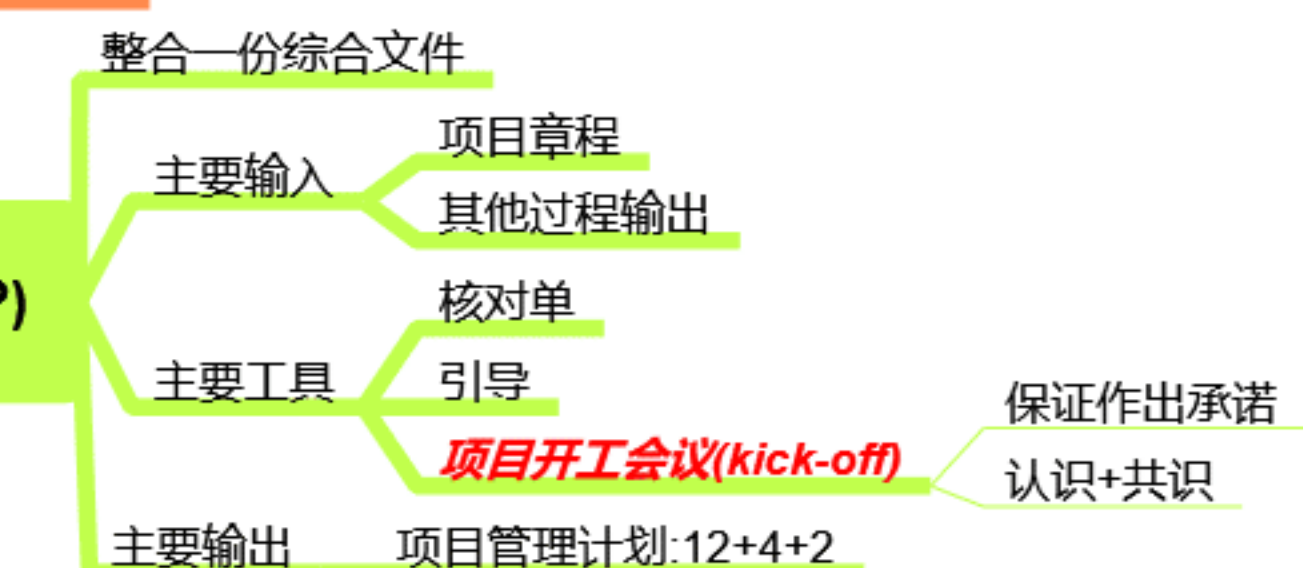 整合一份综合文件
主要输入
项目章程
其他过程输出
)
主要工具
核对单
引导
项目开工会议(kick-off)
保证作出承诺
认识+共识
主要输出
项目管理计划:12+4+2